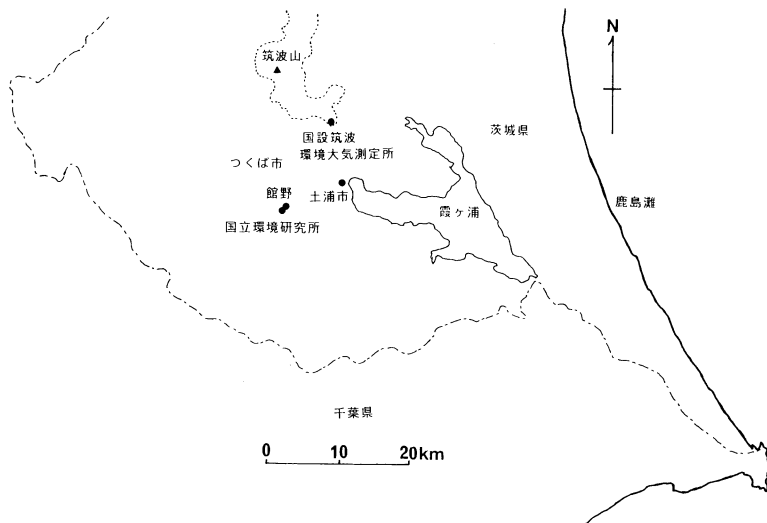 筑波山
N
国設筑波
環境大気測定所
茨城県
つくば市
館野
土浦市
国立環境研究所
霞ヶ浦
鹿島灘
千葉県
0 10 20km